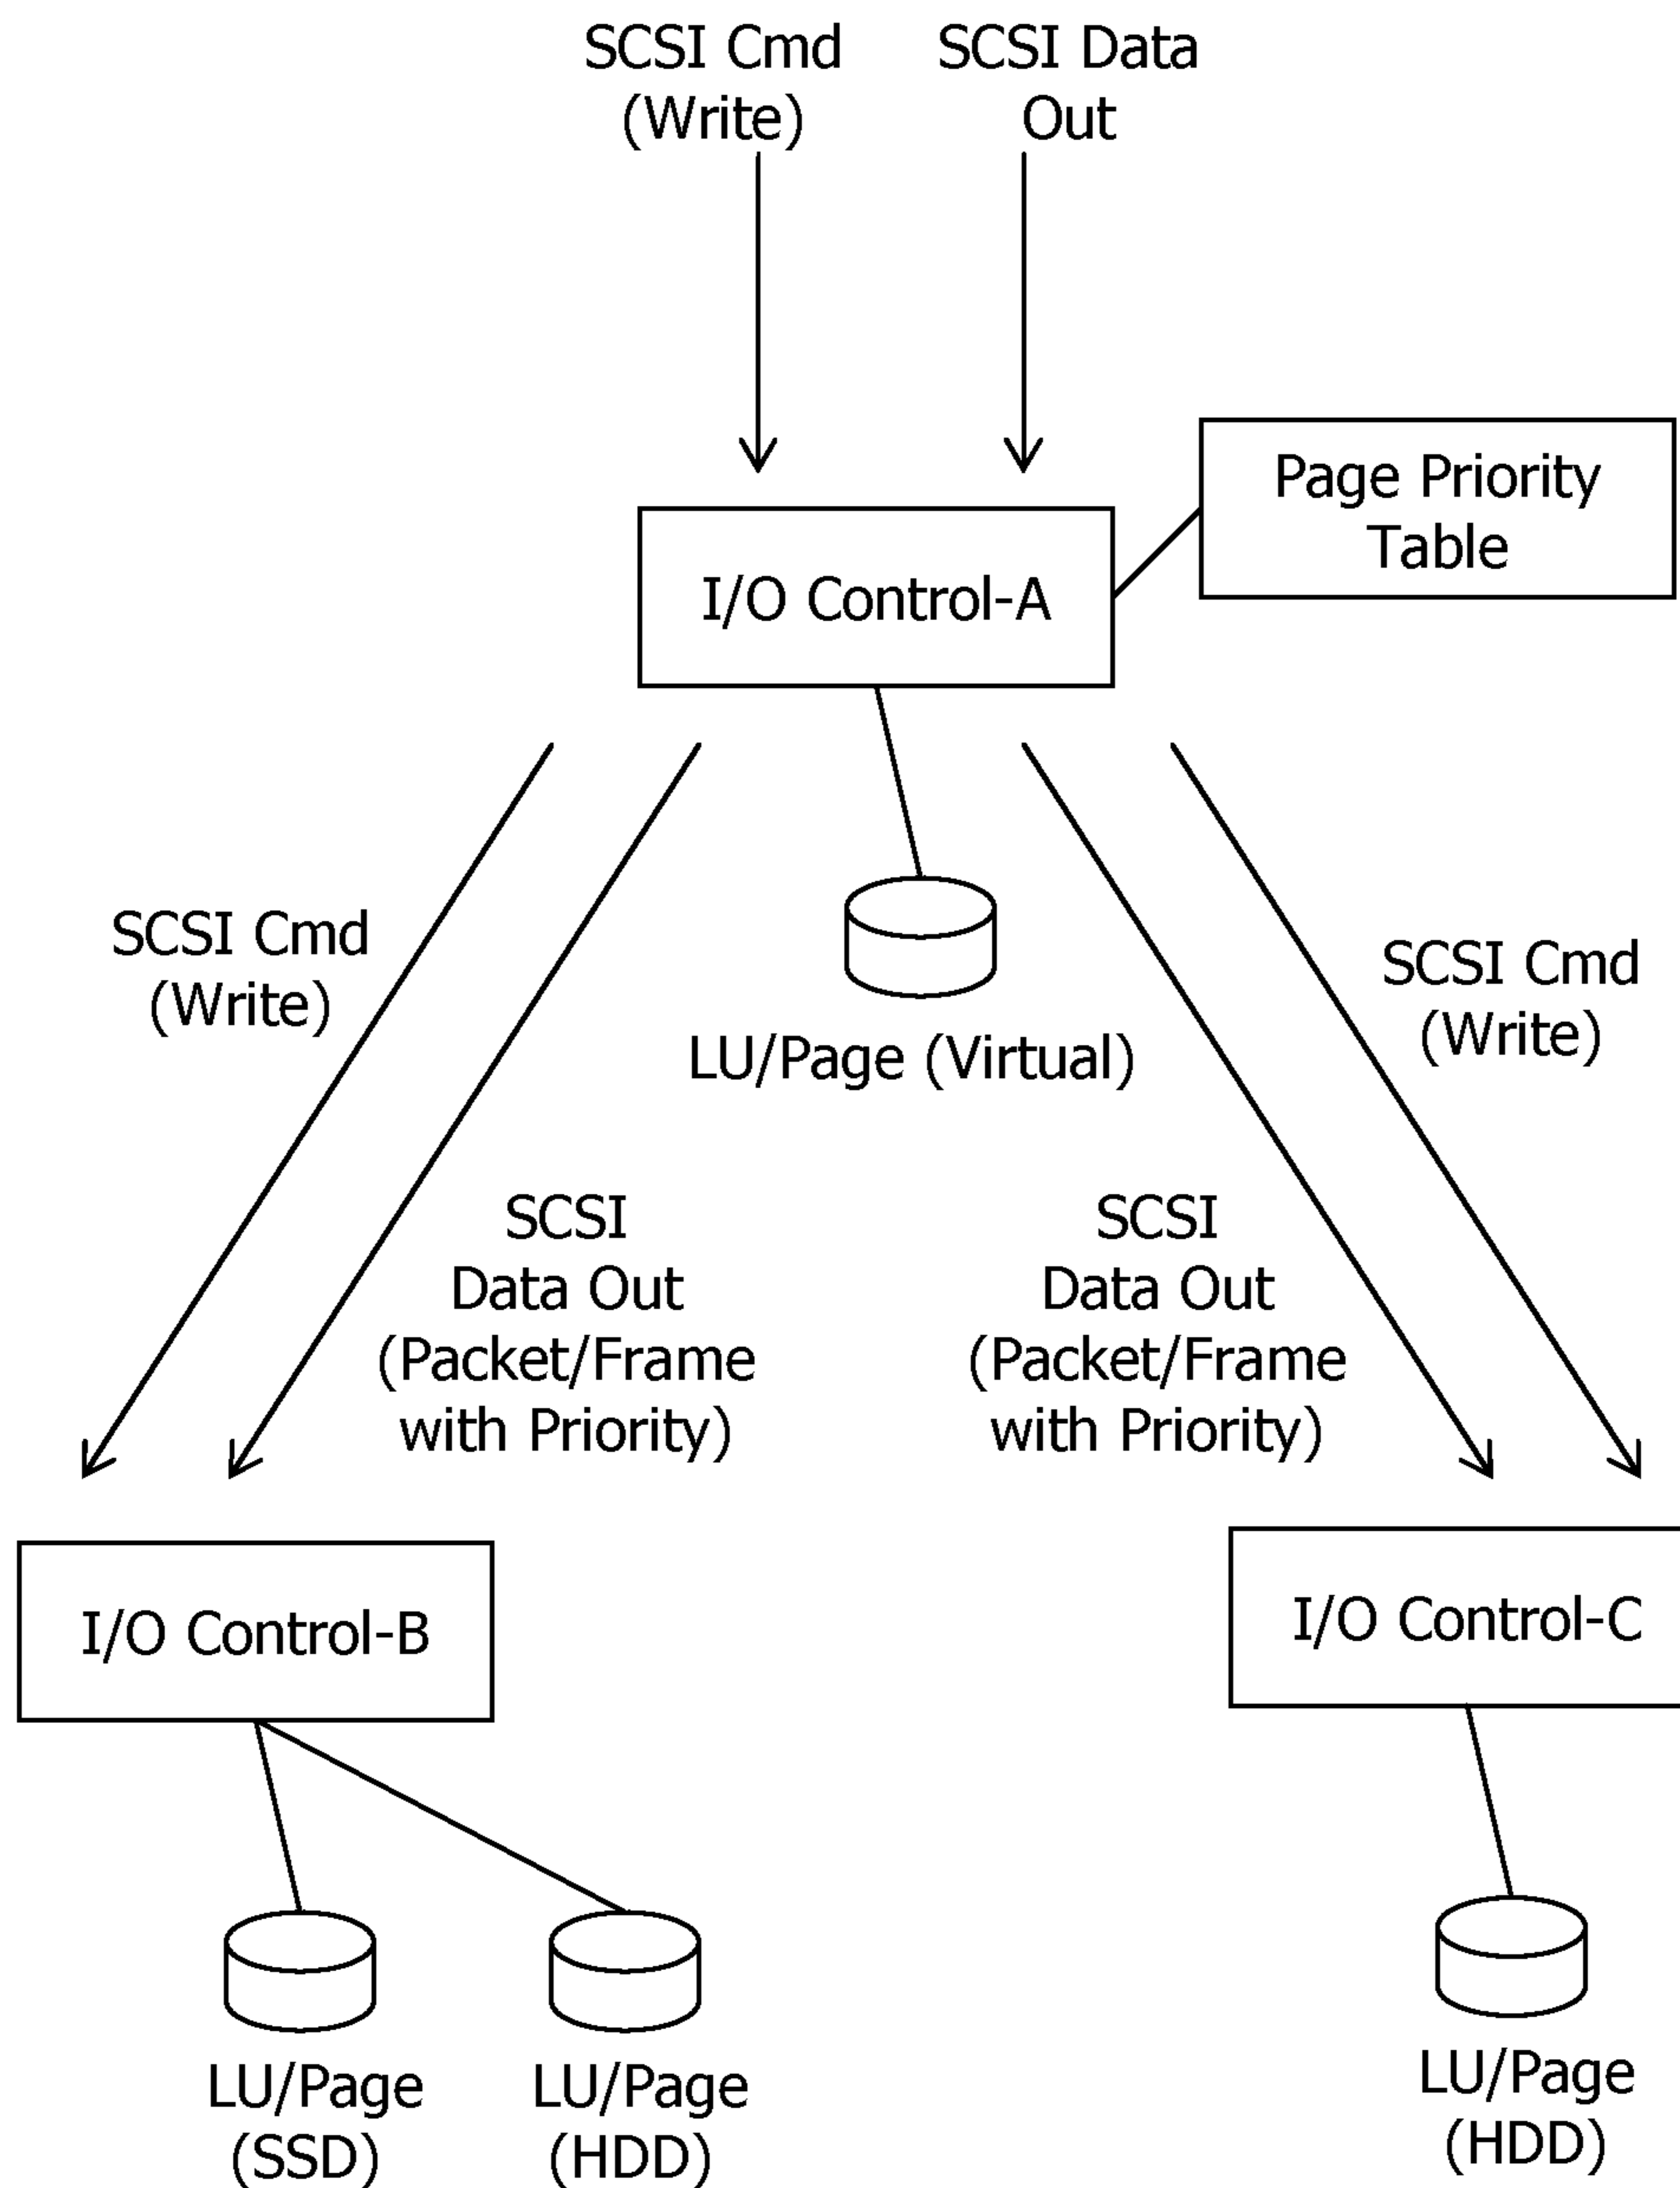 SCSI Cmd
(Write)
SCSI Data
Out
Page Priority
Table
I/O Control-A
SCSI Cmd
(Write)
LU/Page (Virtual)
SCSI Cmd
(Write)
SCSI
Data Out
(Packet/Frame
with Priority)
SCSI
Data Out
(Packet/Frame
with Priority)
I/O Control-B
I/O Control-C
LU/Page
(SSD)
LU/Page
(HDD)
LU/Page
(HDD)